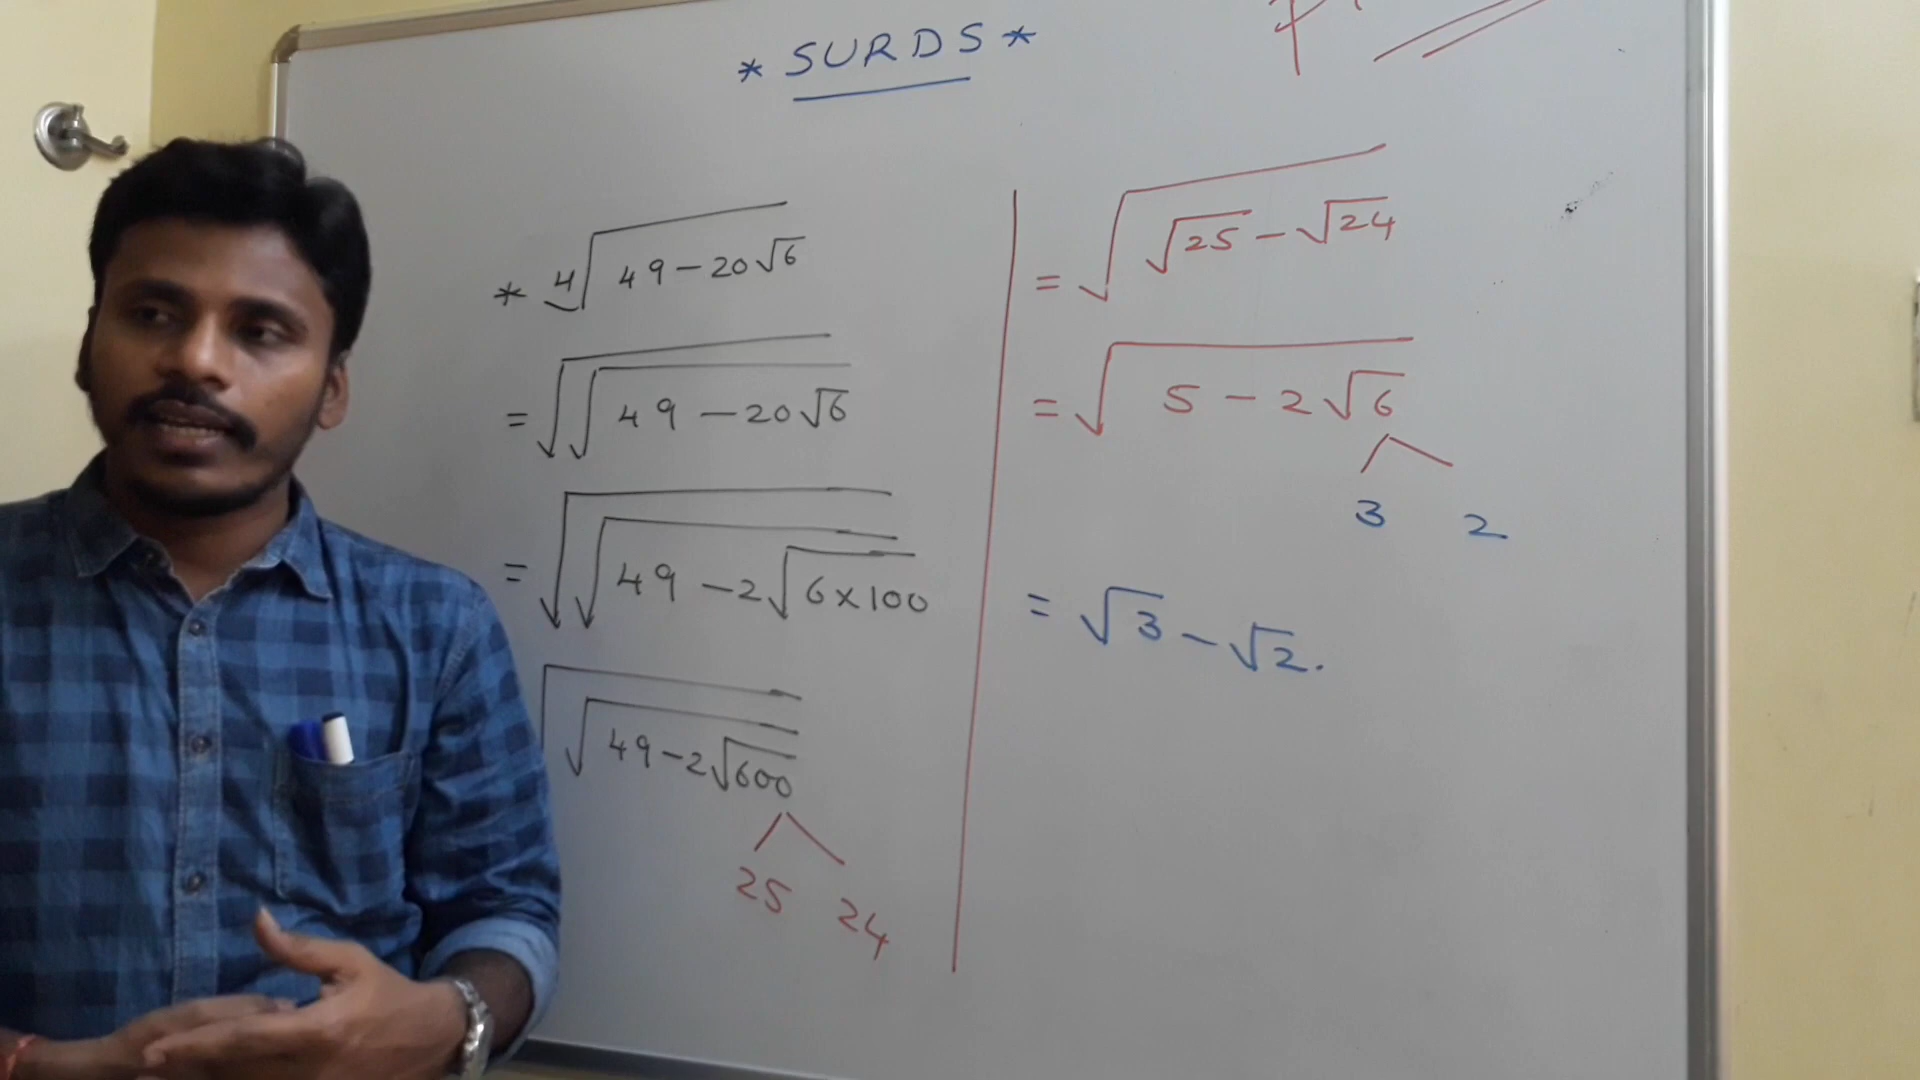 * SURDS *
* ∜(49 − 20√6)
= √(√(49 − 20√6))
= √(√(49 − 2√(6×100)))
√(√(49 − 2√600))
25 24
= √(√25 − √24)
= √(5 − 2√6)
3 2
= √3 − √2.